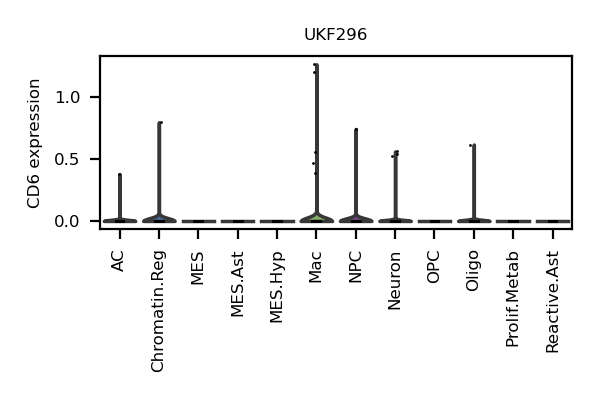 UKF296
CD6 expression
1.0
0.5
0.0
AC
Chromatin.Reg
MES
MES.Ast
MES.Hyp
Mac
NPC
Neuron
OPC
Oligo
Prolif.Metab
Reactive.Ast